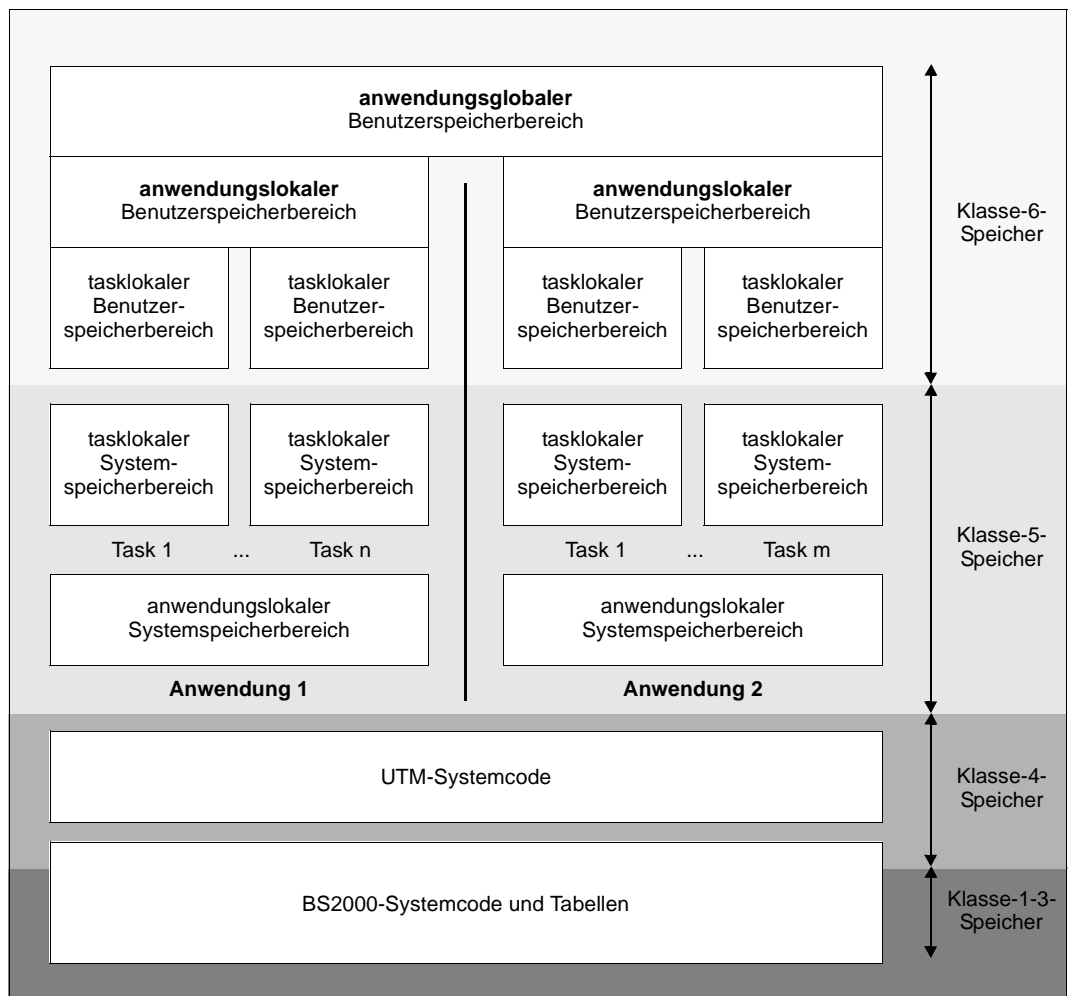 anwendungsglobaler
Benutzerspeicherbereich
anwendungslokaler
Benutzerspeicherbereich
anwendungslokaler
Benutzerspeicherbereich
Klasse-6-
Speicher
tasklokaler
Benutzer-
speicherbereich
tasklokaler
Benutzer-
speicherbereich
tasklokaler
Benutzer-
speicherbereich
tasklokaler
Benutzer-
speicherbereich
tasklokaler
System-
speicherbereich
tasklokaler
System-
speicherbereich
tasklokaler
System-
speicherbereich
tasklokaler
System-
speicherbereich
Klasse-5-
Speicher
Task 1 ... Task n
Task 1 ... Task m
anwendungslokaler
Systemspeicherbereich
anwendungslokaler
Systemspeicherbereich
Anwendung 1
Anwendung 2
UTM-Systemcode
Klasse-4-
Speicher
BS2000-Systemcode und Tabellen
Klasse-1-3-
Speicher